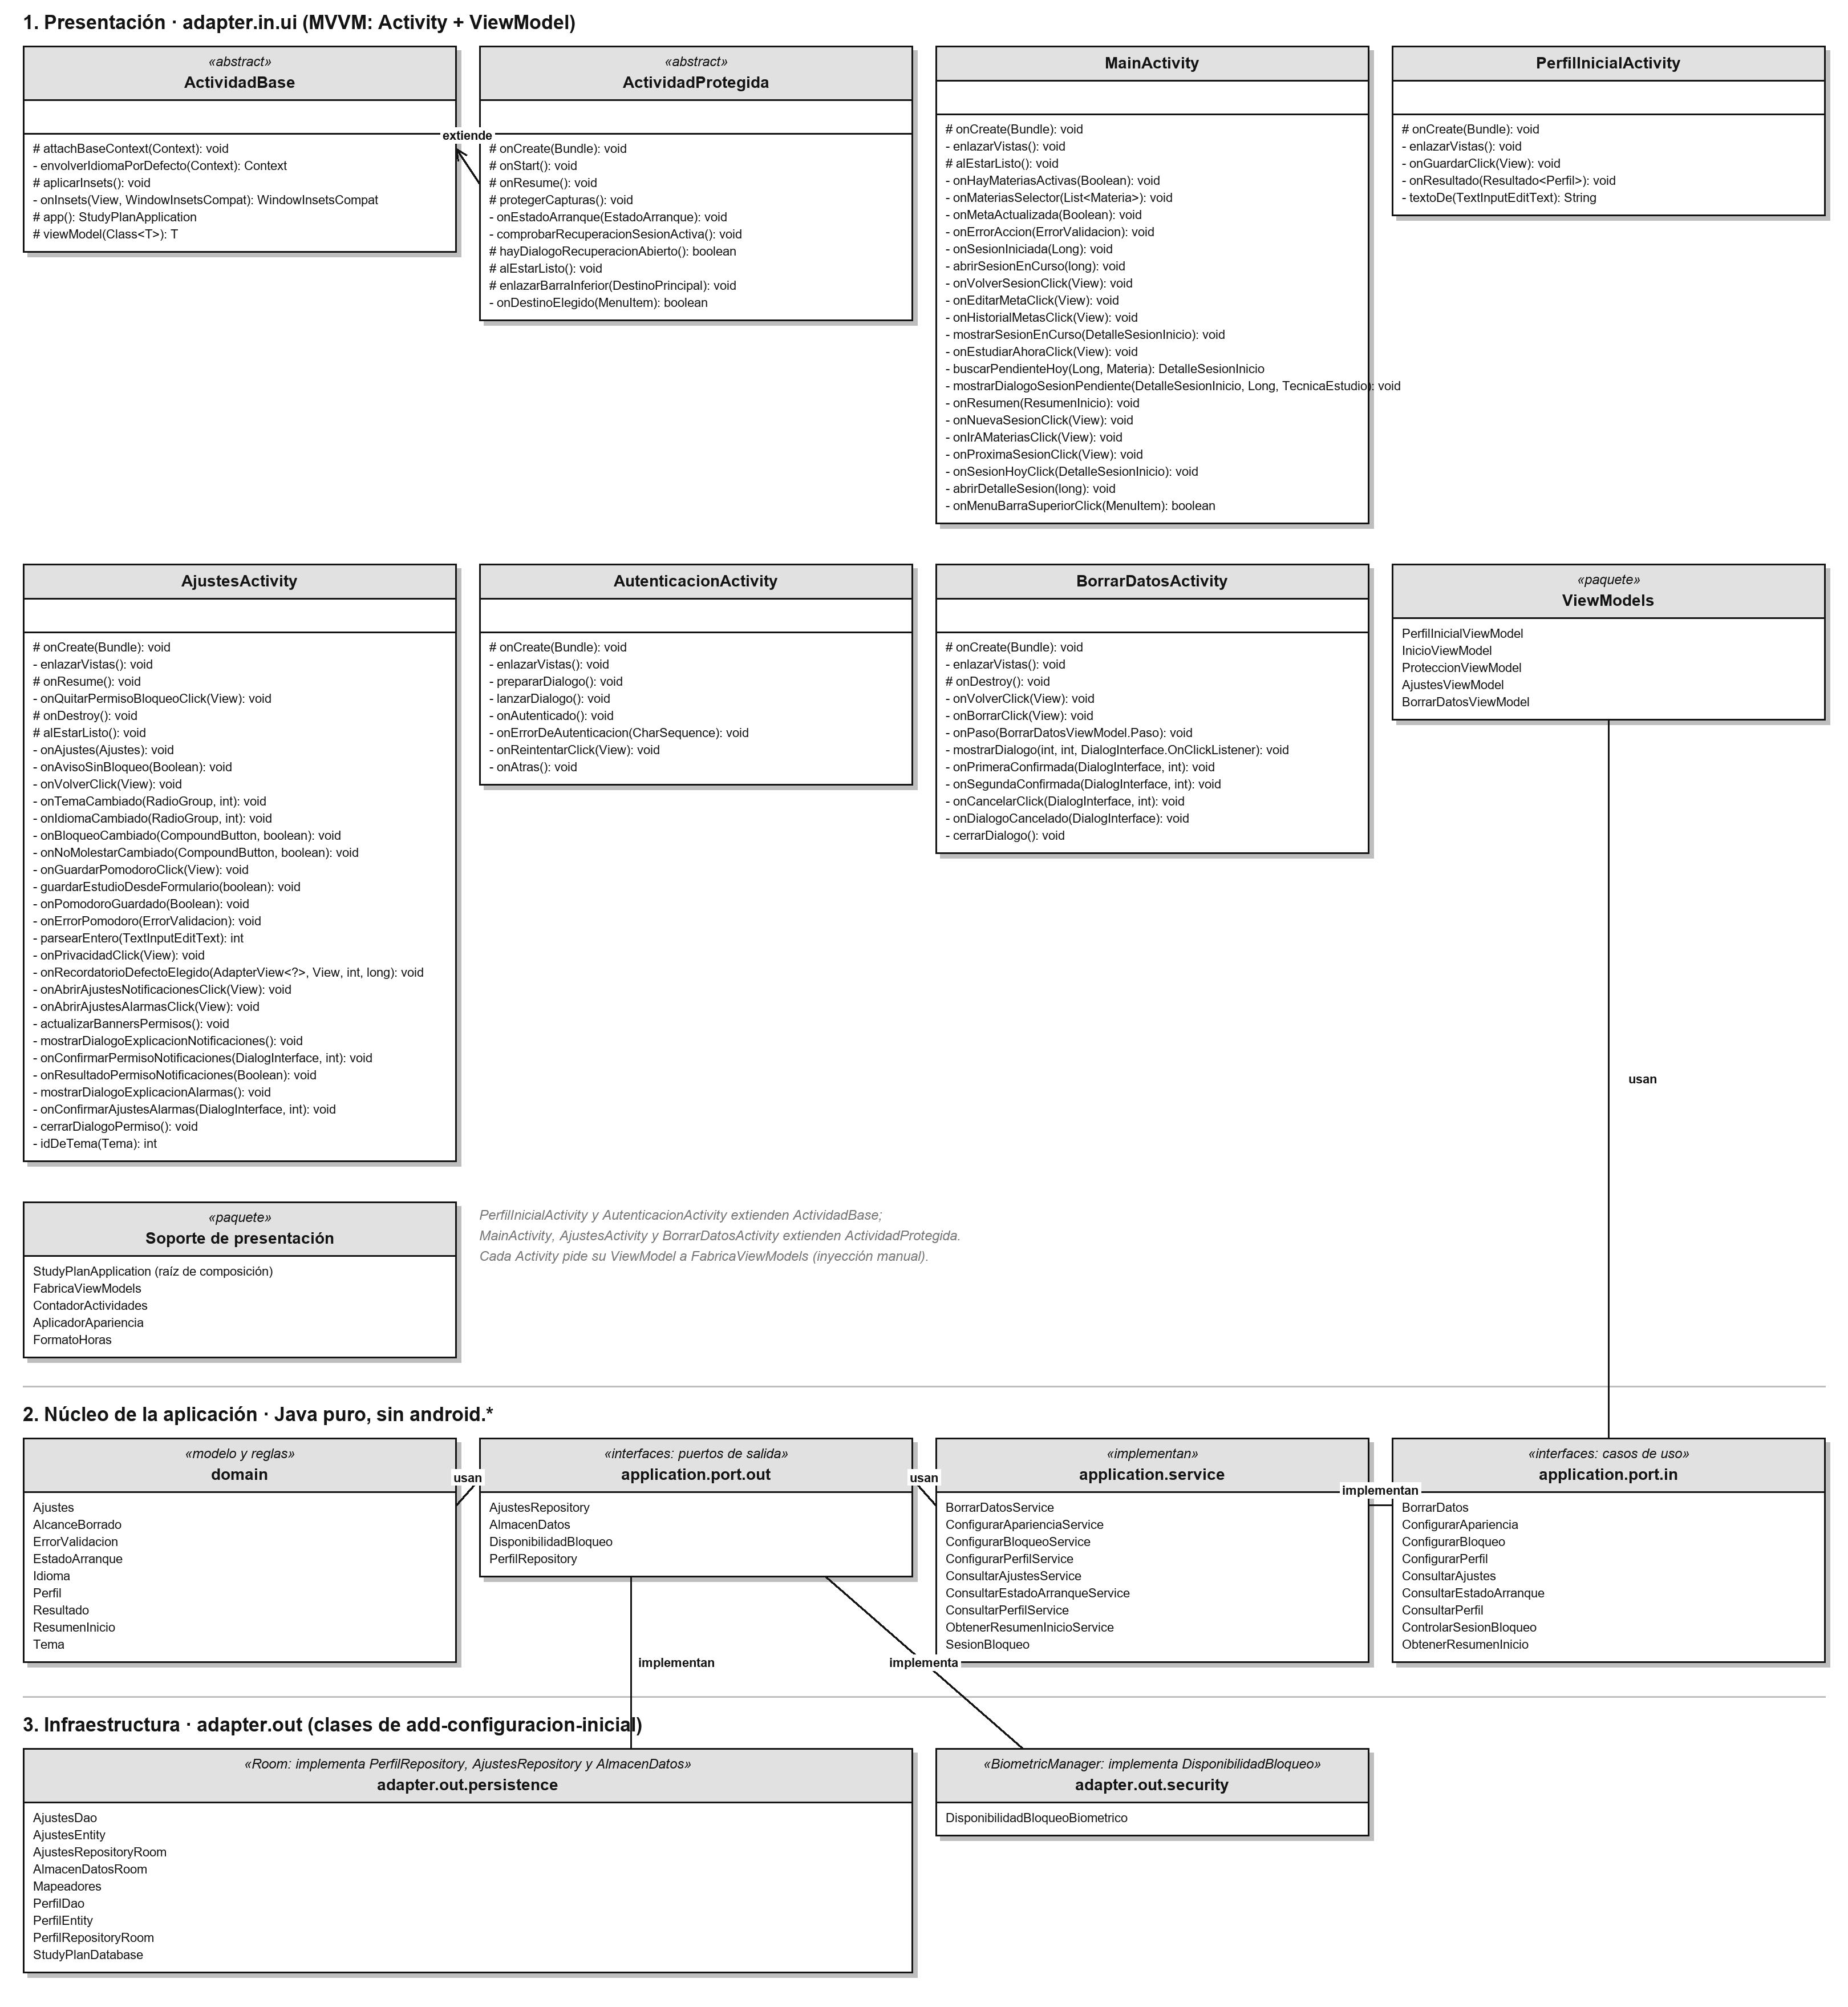 1. Presentación · adapter.in.ui (MVVM: Activity + ViewModel)
«abstract»
ActividadBase
# attachBaseContext(Context): void
- envolverIdiomaPorDefecto(Context): Context
# aplicarInsets(): void
- onInsets(View, WindowInsetsCompat): WindowInsetsCompat
# app(): StudyPlanApplication
# viewModel(Class<T>): T
extiende
«abstract»
ActividadProtegida
# onCreate(Bundle): void
# onStart(): void
# onResume(): void
# protegerCapturas(): void
- onEstadoArranque(EstadoArranque): void
- comprobarRecuperacionSesionActiva(): void
# hayDialogoRecuperacionAbierto(): boolean
# alEstarListo(): void
# enlazarBarraInferior(DestinoPrincipal): void
- onDestinoElegido(MenuItem): boolean
MainActivity
# onCreate(Bundle): void
- enlazarVistas(): void
# alEstarListo(): void
- onHayMateriasActivas(Boolean): void
- onMateriasSelector(List<Materia>): void
- onMetaActualizada(Boolean): void
- onErrorAccion(ErrorValidacion): void
- onSesionIniciada(Long): void
- abrirSesionEnCurso(long): void
- onVolverSesionClick(View): void
- onEditarMetaClick(View): void
- onHistorialMetasClick(View): void
- mostrarSesionEnCurso(DetalleSesionInicio): void
- onEstudiarAhoraClick(View): void
- buscarPendienteHoy(Long, Materia): DetalleSesionInicio
- mostrarDialogoSesionPendiente(DetalleSesionInicio, Long, TecnicaEstudio): void
- onResumen(ResumenInicio): void
- onNuevaSesionClick(View): void
- onIrAMateriasClick(View): void
- onProximaSesionClick(View): void
- onSesionHoyClick(DetalleSesionInicio): void
- abrirDetalleSesion(long): void
- onMenuBarraSuperiorClick(MenuItem): boolean
PerfilInicialActivity
# onCreate(Bundle): void
- enlazarVistas(): void
- onGuardarClick(View): void
- onResultado(Resultado<Perfil>): void
- textoDe(TextInputEditText): String
AjustesActivity
# onCreate(Bundle): void
- enlazarVistas(): void
# onResume(): void
- onQuitarPermisoBloqueoClick(View): void
# onDestroy(): void
# alEstarListo(): void
- onAjustes(Ajustes): void
- onAvisoSinBloqueo(Boolean): void
- onVolverClick(View): void
- onTemaCambiado(RadioGroup, int): void
- onIdiomaCambiado(RadioGroup, int): void
- onBloqueoCambiado(CompoundButton, boolean): void
- onNoMolestarCambiado(CompoundButton, boolean): void
- onGuardarPomodoroClick(View): void
- guardarEstudioDesdeFormulario(boolean): void
- onPomodoroGuardado(Boolean): void
- onErrorPomodoro(ErrorValidacion): void
- parsearEntero(TextInputEditText): int
- onPrivacidadClick(View): void
- onRecordatorioDefectoElegido(AdapterView<?>, View, int, long): void
- onAbrirAjustesNotificacionesClick(View): void
- onAbrirAjustesAlarmasClick(View): void
- actualizarBannersPermisos(): void
- mostrarDialogoExplicacionNotificaciones(): void
- onConfirmarPermisoNotificaciones(DialogInterface, int): void
- onResultadoPermisoNotificaciones(Boolean): void
- mostrarDialogoExplicacionAlarmas(): void
- onConfirmarAjustesAlarmas(DialogInterface, int): void
- cerrarDialogoPermiso(): void
- idDeTema(Tema): int
AutenticacionActivity
# onCreate(Bundle): void
- enlazarVistas(): void
- prepararDialogo(): void
- lanzarDialogo(): void
- onAutenticado(): void
- onErrorDeAutenticacion(CharSequence): void
- onReintentarClick(View): void
- onAtras(): void
BorrarDatosActivity
# onCreate(Bundle): void
- enlazarVistas(): void
# onDestroy(): void
- onVolverClick(View): void
- onBorrarClick(View): void
- onPaso(BorrarDatosViewModel.Paso): void
- mostrarDialogo(int, int, DialogInterface.OnClickListener): void
- onPrimeraConfirmada(DialogInterface, int): void
- onSegundaConfirmada(DialogInterface, int): void
- onCancelarClick(DialogInterface, int): void
- onDialogoCancelado(DialogInterface): void
- cerrarDialogo(): void
«paquete»
ViewModels
PerfilInicialViewModel
InicioViewModel
ProteccionViewModel
AjustesViewModel
BorrarDatosViewModel
usan
«paquete»
Soporte de presentación
StudyPlanApplication (raíz de composición)
FabricaViewModels
ContadorActividades
AplicadorApariencia
FormatoHoras
PerfilInicialActivity y AutenticacionActivity extienden ActividadBase;
MainActivity, AjustesActivity y BorrarDatosActivity extienden ActividadProtegida.
Cada Activity pide su ViewModel a FabricaViewModels (inyección manual).
2. Núcleo de la aplicación · Java puro, sin android.*
«modelo y reglas»
domain
Ajustes
AlcanceBorrado
ErrorValidacion
EstadoArranque
Idioma
Perfil
Resultado
ResumenInicio
Tema
usan
«interfaces: puertos de salida»
application.port.out
AjustesRepository
AlmacenDatos
DisponibilidadBloqueo
PerfilRepository
usan
«implementan»
application.service
BorrarDatosService
ConfigurarAparienciaService
ConfigurarBloqueoService
ConfigurarPerfilService
ConsultarAjustesService
ConsultarEstadoArranqueService
ConsultarPerfilService
ObtenerResumenInicioService
SesionBloqueo
implementan
«interfaces: casos de uso»
application.port.in
BorrarDatos
ConfigurarApariencia
ConfigurarBloqueo
ConfigurarPerfil
ConsultarAjustes
ConsultarEstadoArranque
ConsultarPerfil
ControlarSesionBloqueo
ObtenerResumenInicio
implementan
implementa
3. Infraestructura · adapter.out (clases de add-configuracion-inicial)
«Room: implementa PerfilRepository, AjustesRepository y AlmacenDatos»
adapter.out.persistence
AjustesDao
AjustesEntity
AjustesRepositoryRoom
AlmacenDatosRoom
Mapeadores
PerfilDao
PerfilEntity
PerfilRepositoryRoom
StudyPlanDatabase
«BiometricManager: implementa DisponibilidadBloqueo»
adapter.out.security
DisponibilidadBloqueoBiometrico